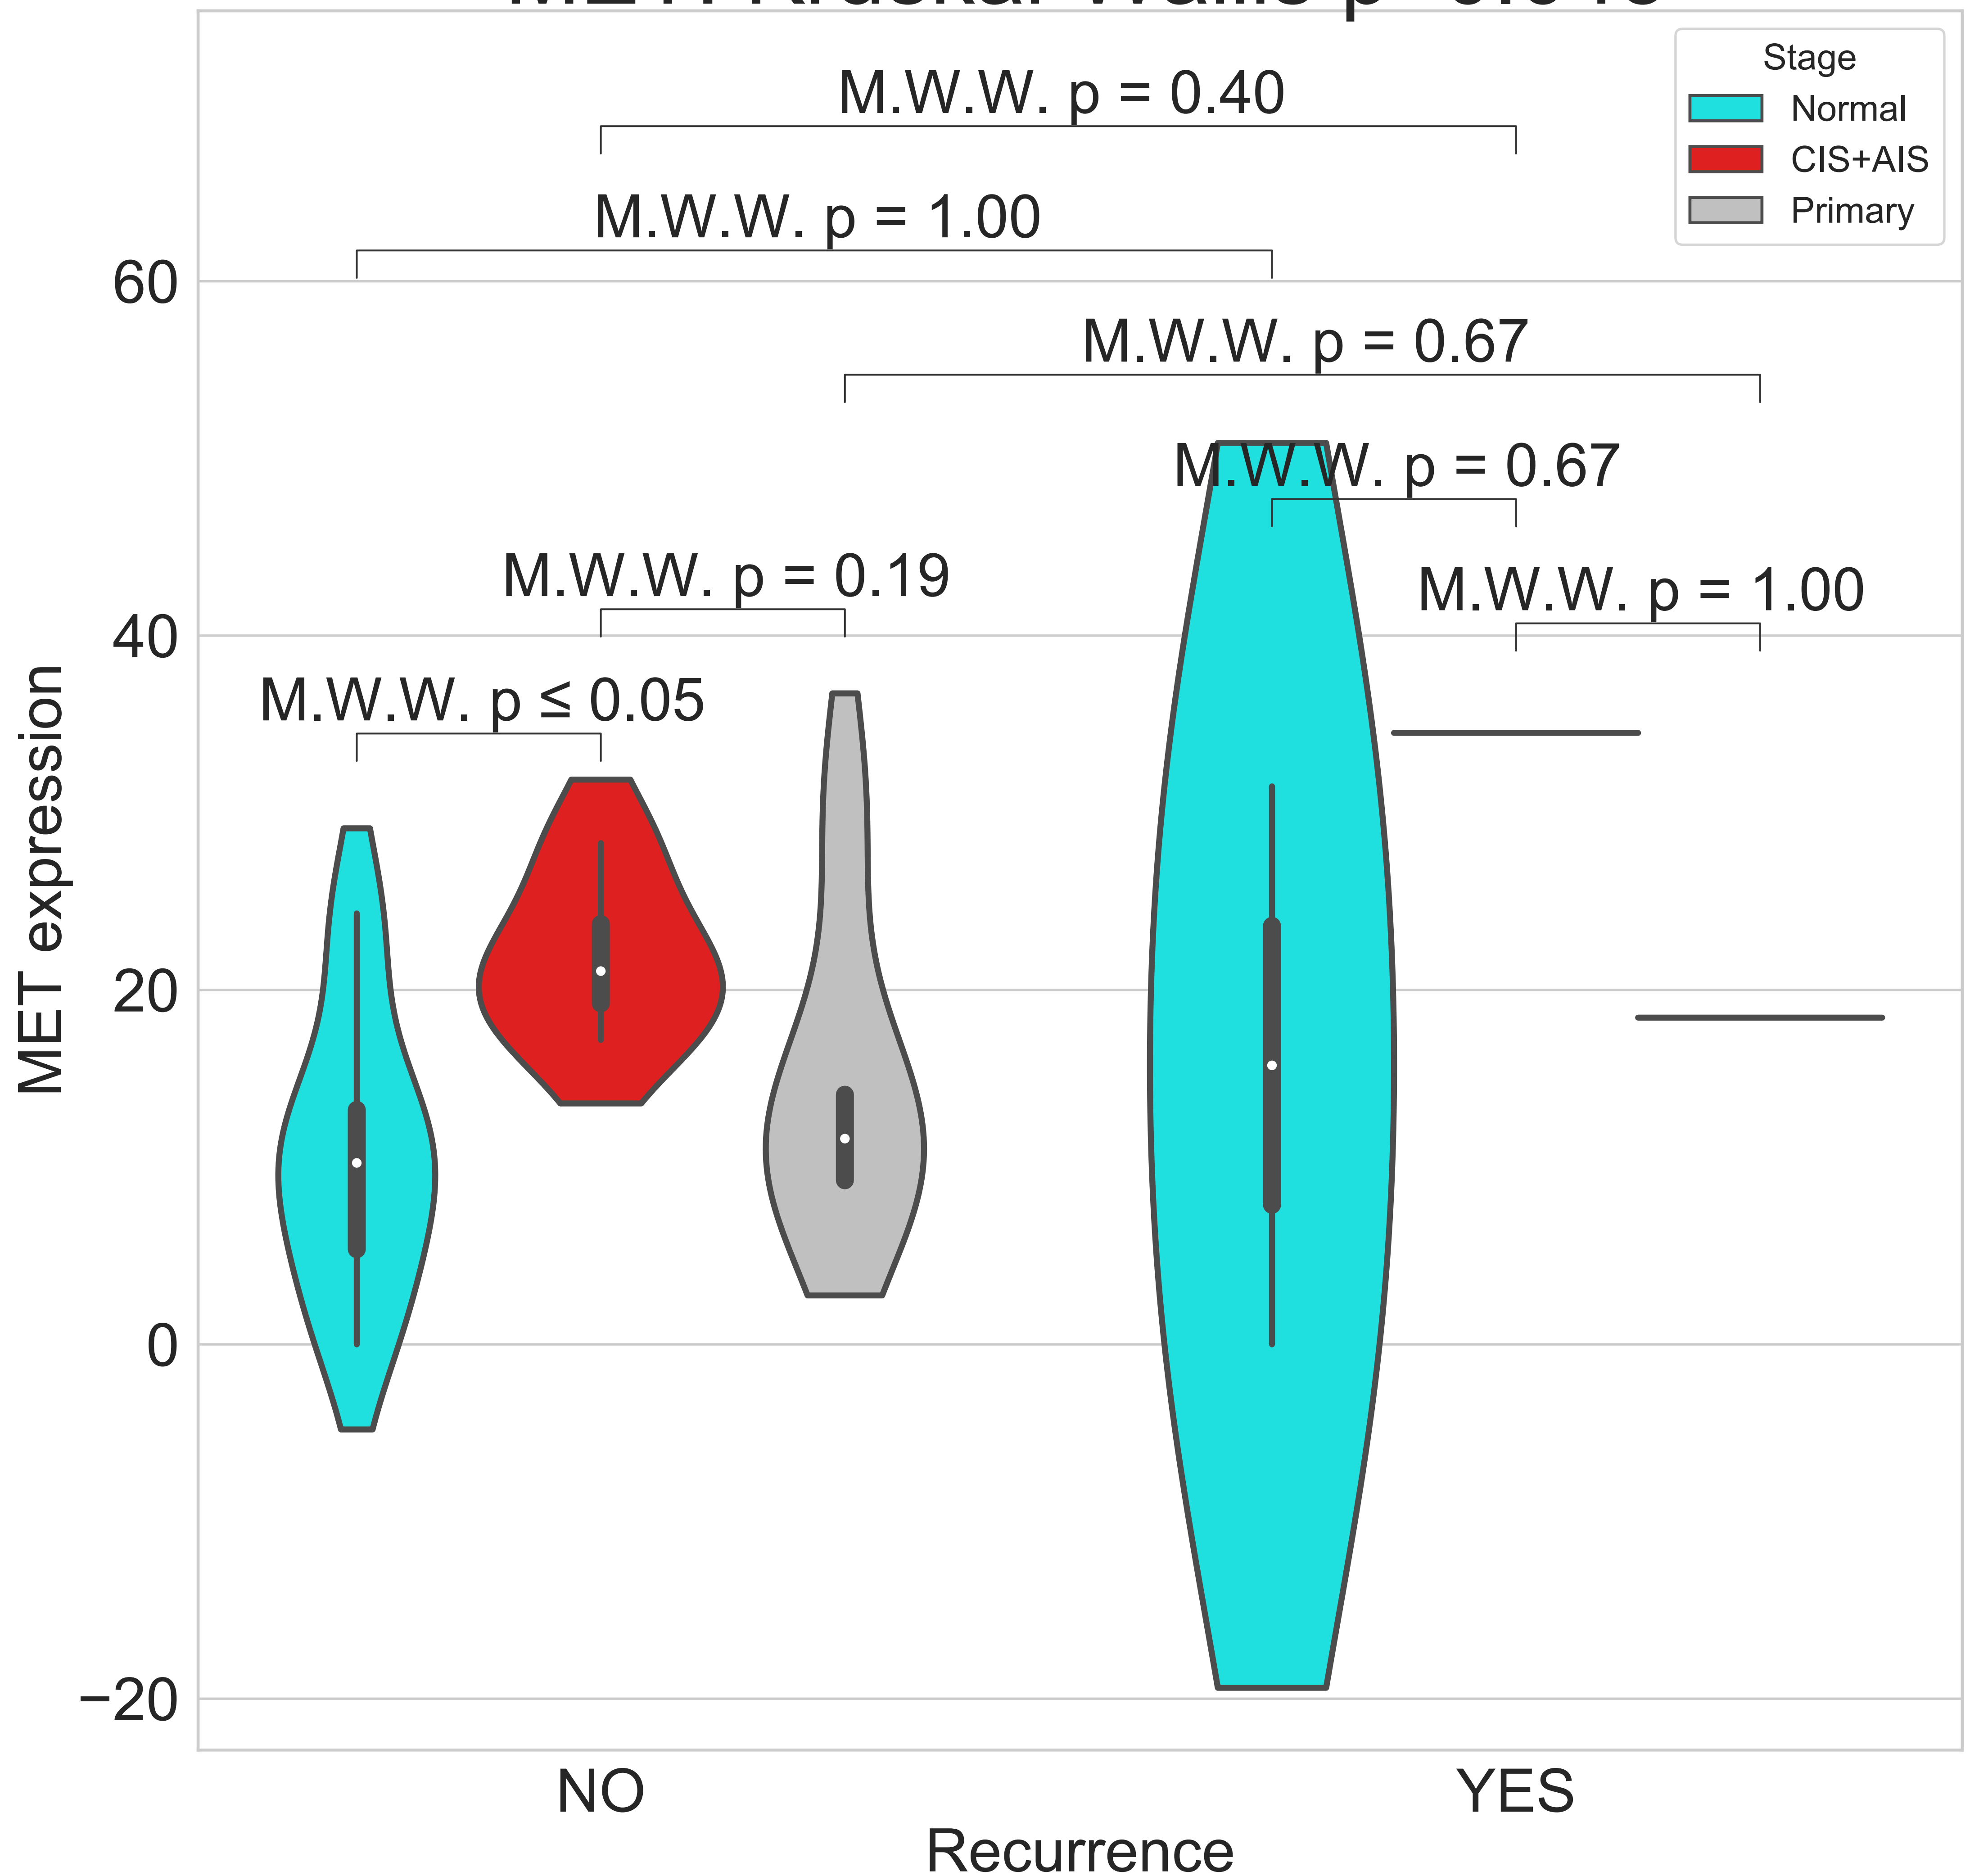 Stage
Normal
CIS+AIS
Primary
M.W.W. p = 0.40
M.W.W. p = 1.00
M.W.W. p = 0.67
M.W.W. p = 0.67
M.W.W. p = 0.19
M.W.W. p = 1.00
M.W.W. p ≤ 0.05
60
40
20
0
−20
MET expression
NO
YES
Recurrence